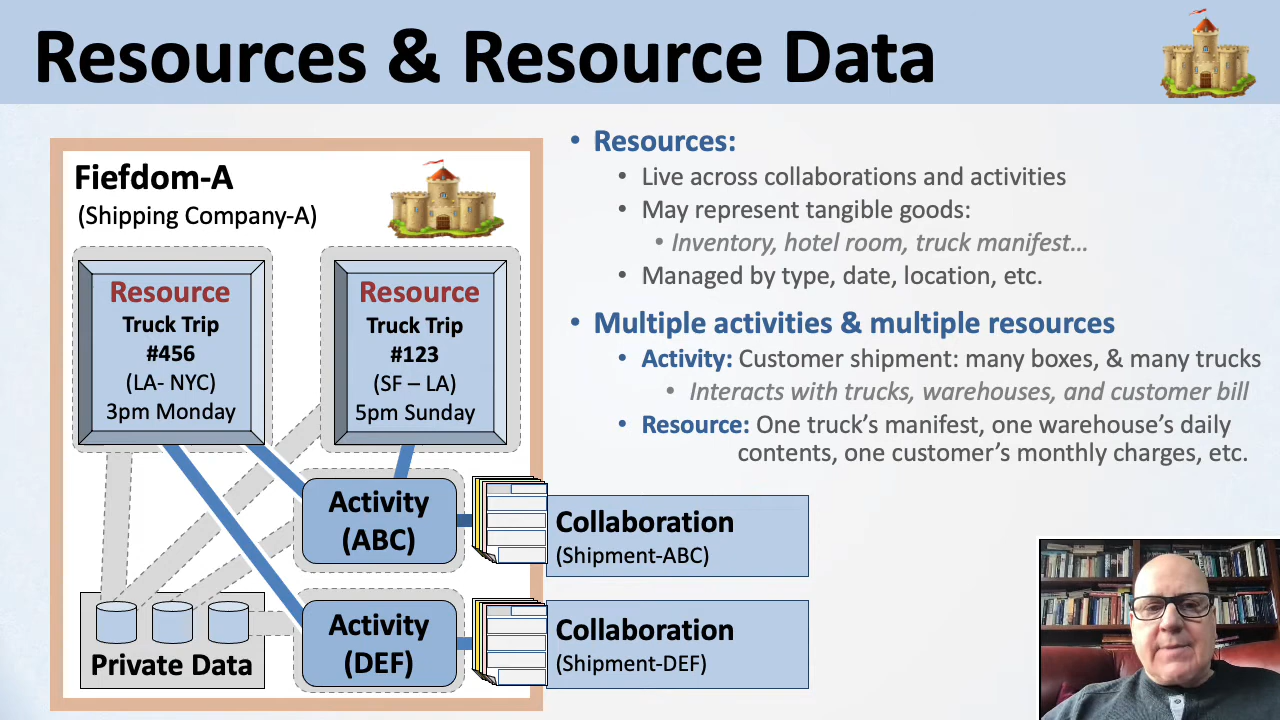 Resources & Resource Data
Fiefdom-A
(Shipping Company-A)
Resource
Truck Trip
#456
(LA- NYC)
3pm Monday
Resource
Truck Trip
#123
(SF – LA)
5pm Sunday
Activity
(ABC)
Collaboration
(Shipment-ABC)
Activity
(DEF)
Collaboration
(Shipment-DEF)
Private Data
• Resources:
• Live across collaborations and activities
• May represent tangible goods:
• Inventory, hotel room, truck manifest…
• Managed by type, date, location, etc.
• Multiple activities & multiple resources
• Activity: Customer shipment: many boxes, & many trucks
• Interacts with trucks, warehouses, and customer bill
• Resource: One truck’s manifest, one warehouse’s daily
contents, one customer’s monthly charges, etc.